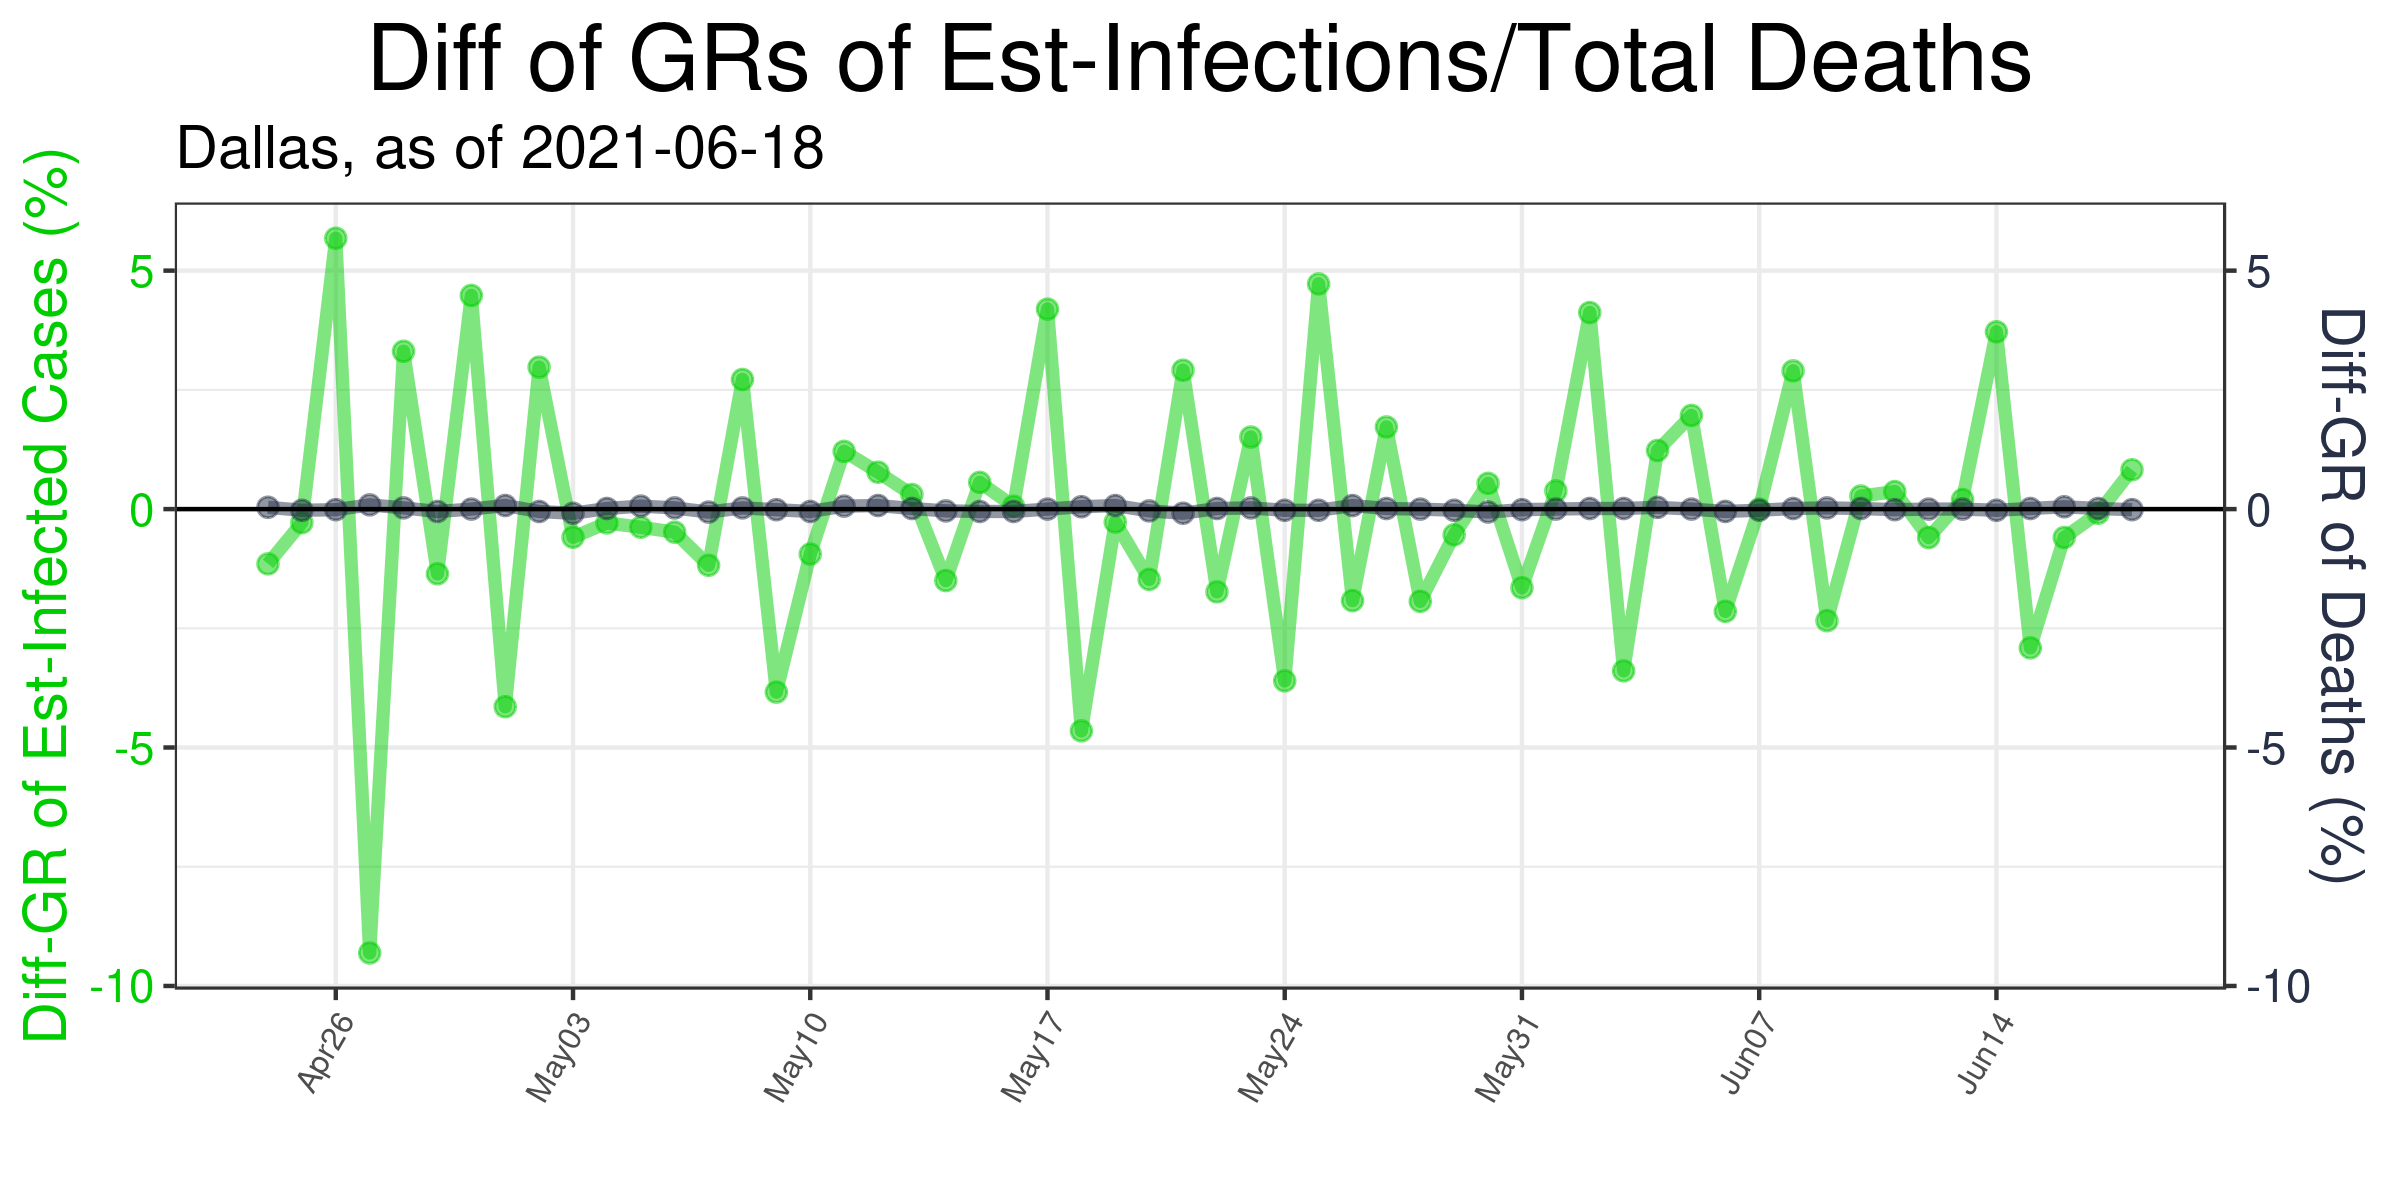 Diff of GRs of Est-Infections/Total Deaths
Dallas, as of 2021-06-18
Diff-GR of Est-Infected Cases (%)
5
0
-5
-10
5
0
-5
-10
Diff-GR of Deaths (%)
Apr26
May03
May10
May17
May24
May31
Jun07
Jun14